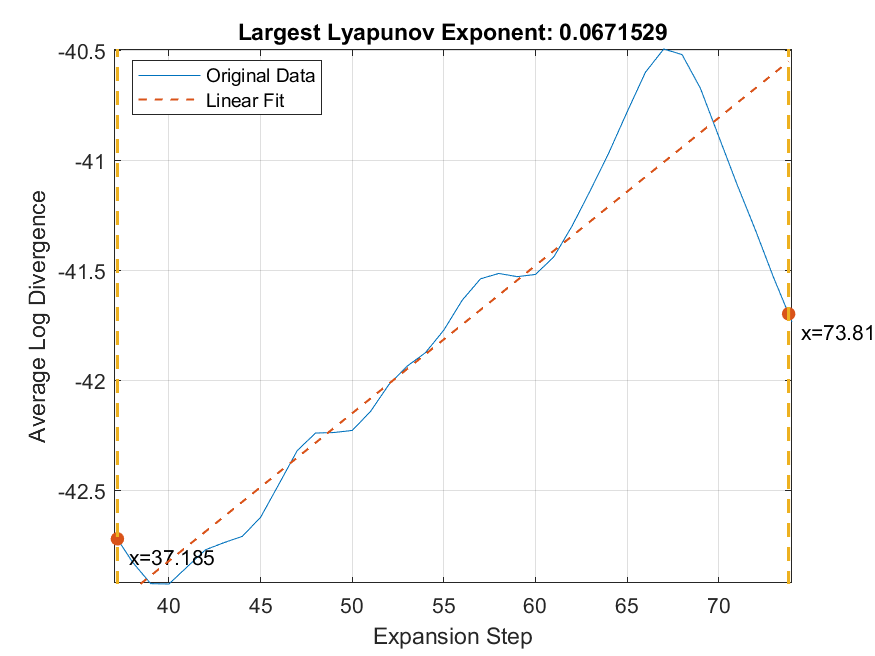 Largest Lyapunov Exponent: 0.0671529
Original Data
Linear Fit
Average Log Divergence
-40.5
-41
-41.5
-42
-42.5
x=37.185
x=73.81
40 45 50 55 60 65 70
Expansion Step